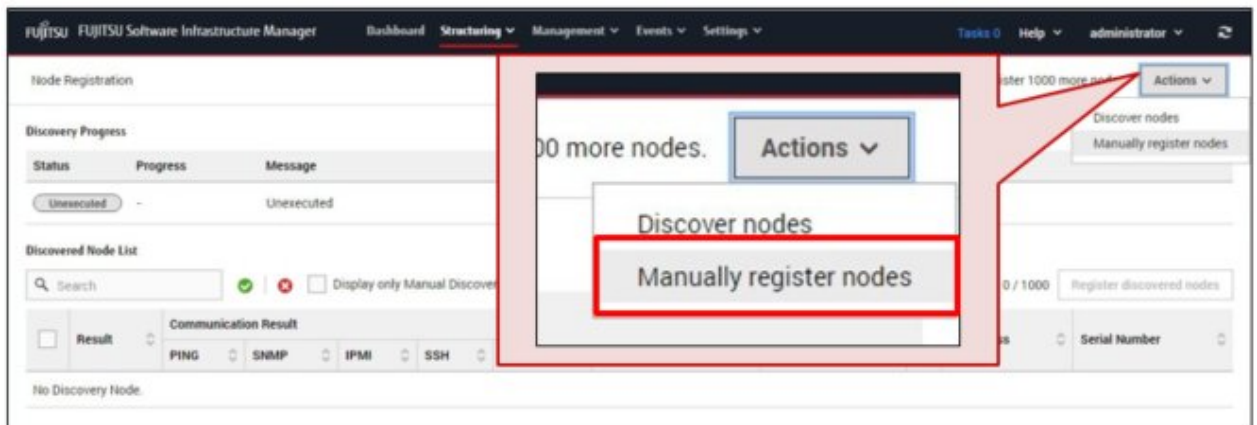 FUJITSU FUJITSU Software Infrastructure Manager Dashboard Structuring Management Events Settings Tasks 0 Help administrator
Node Registration
ister 1000 more Actions
Discover nodes
Manually register nodes
00 more nodes. Actions
Discover nodes
Manually register nodes
Discovery Progress
Status Progress Message
Unexecuted - Unexecuted
Discovered Node List
Search Display only Manual Discover 0 / 1000 Register discovered nodes
Result Communication Result ss Serial Number
PING SNMP IPMI SSH
No Discovery Node.